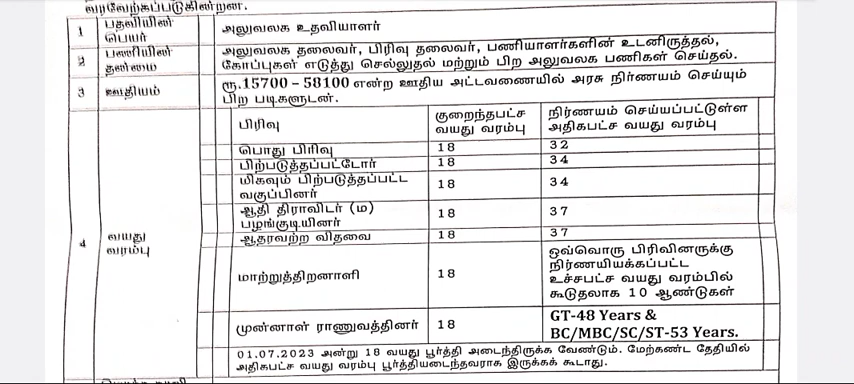 வரவேற்கப்படுகின்றன.
1 பதவியின் பெயர் அலுவலக உதவியாளர்
2 பணியின் தன்மை அலுவலக தலைவர், பிரிவு தலைவர், பணியாளர்களின் உடனிருத்தல்,
கோப்புகள் எடுத்து செல்லுதல் மற்றும் பிற அலுவலக பணிகள் செய்தல்.
3 ஊதியம் ரூ.15700 – 58100 என்ற ஊதிய அட்டவணையில் அரசு நிர்ணயம் செய்யும்
பிற படிகளுடன்.
4 வயது வரம்பு
பிரிவு குறைந்தபட்ச வயது வரம்பு நிர்ணயம் செய்யப்பட்டுள்ள அதிகபட்ச வயது வரம்பு
பொது பிரிவு 18 32
பிற்படுத்தப்பட்டோர் 18 34
மிகவும் பிற்படுத்தப்பட்ட வகுப்பினர் 18 34
ஆதி திராவிடர் (ம) பழங்குடியினர் 18 37
ஆதரவற்ற விதவை 18 37
மாற்றுத்திறனாளி 18 ஒவ்வொரு பிரிவினருக்கு
நிர்ணயியக்கப்பட்ட
உச்சபட்ச வயது வரம்பில்
கூடுதலாக 10 ஆண்டுகள்
முன்னாள் ராணுவத்தினர் 18 GT-48 Years &
BC/MBC/SC/ST-53 Years.
01.07.2023 அன்று 18 வயது பூர்த்தி அடைந்திருக்க வேண்டும். மேற்கண்ட தேதியில்
அதிகபட்ச வயது வரம்பு பூர்த்தியடைந்தவராக இருக்கக் கூடாது.